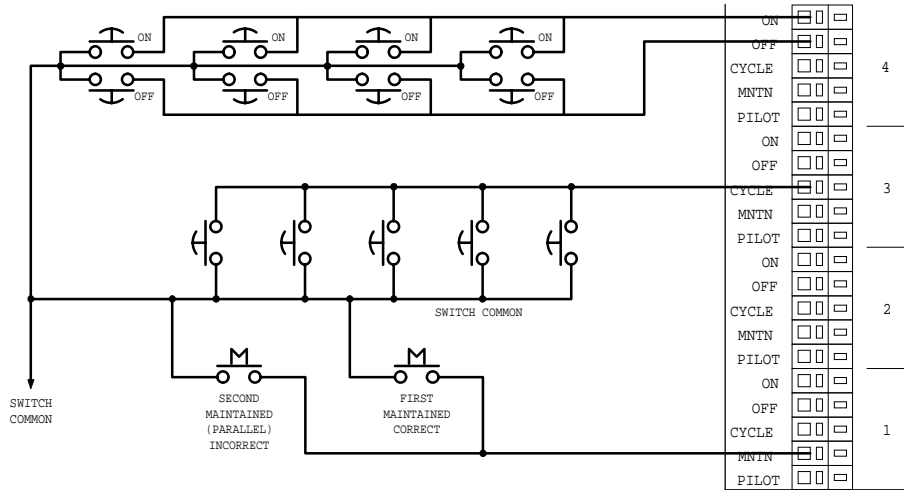 ON
ON
ON
ON
OFF
OFF
OFF
OFF
ON
OFF
CYCLE
MNTN
PILOT
4
ON
OFF
CYCLE
MNTN
PILOT
3
ON
OFF
CYCLE
MNTN
PILOT
2
ON
OFF
CYCLE
MNTN
PILOT
1
SWITCH COMMON
SWITCH
COMMON
SECOND
MAINTAINED
(PARALLEL)
INCORRECT
FIRST
MAINTAINED
CORRECT